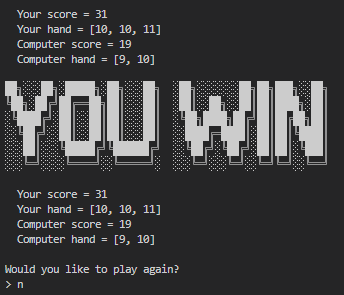 Your score = 31
Your hand = [10, 10, 11]
Computer score = 19
Computer hand = [9, 10]
YOU WIN
Your score = 31
Your hand = [10, 10, 11]
Computer score = 19
Computer hand = [9, 10]
Would you like to play again?
> n